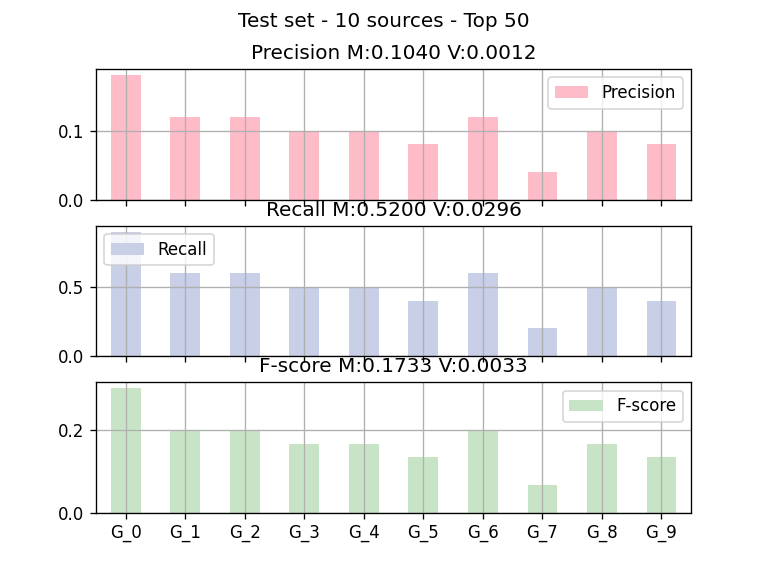 Test set - 10 sources - Top 50
Precision M:0.1040 V:0.0012
Precision
0.1
0.0
Recall M:0.5200 V:0.0296
Recall
0.5
0.0
F-score M:0.1733 V:0.0033
F-score
0.2
0.0
G_0 G_1 G_2 G_3 G_4 G_5 G_6 G_7 G_8 G_9